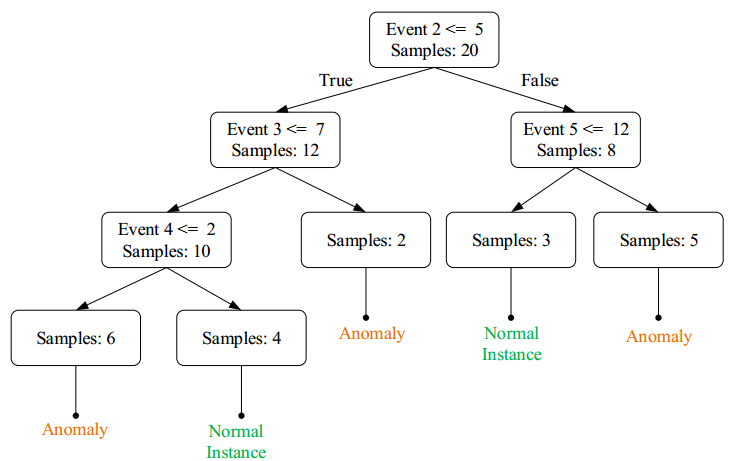 Event 2 <= 5
Samples: 20
True
False
Event 3 <= 7
Samples: 12
Event 5 <= 12
Samples: 8
Event 4 <= 2
Samples: 10
Samples: 2
Samples: 3
Samples: 5
Samples: 6
Samples: 4
Anomaly
Normal
Instance
Anomaly
Anomaly
Normal
Instance